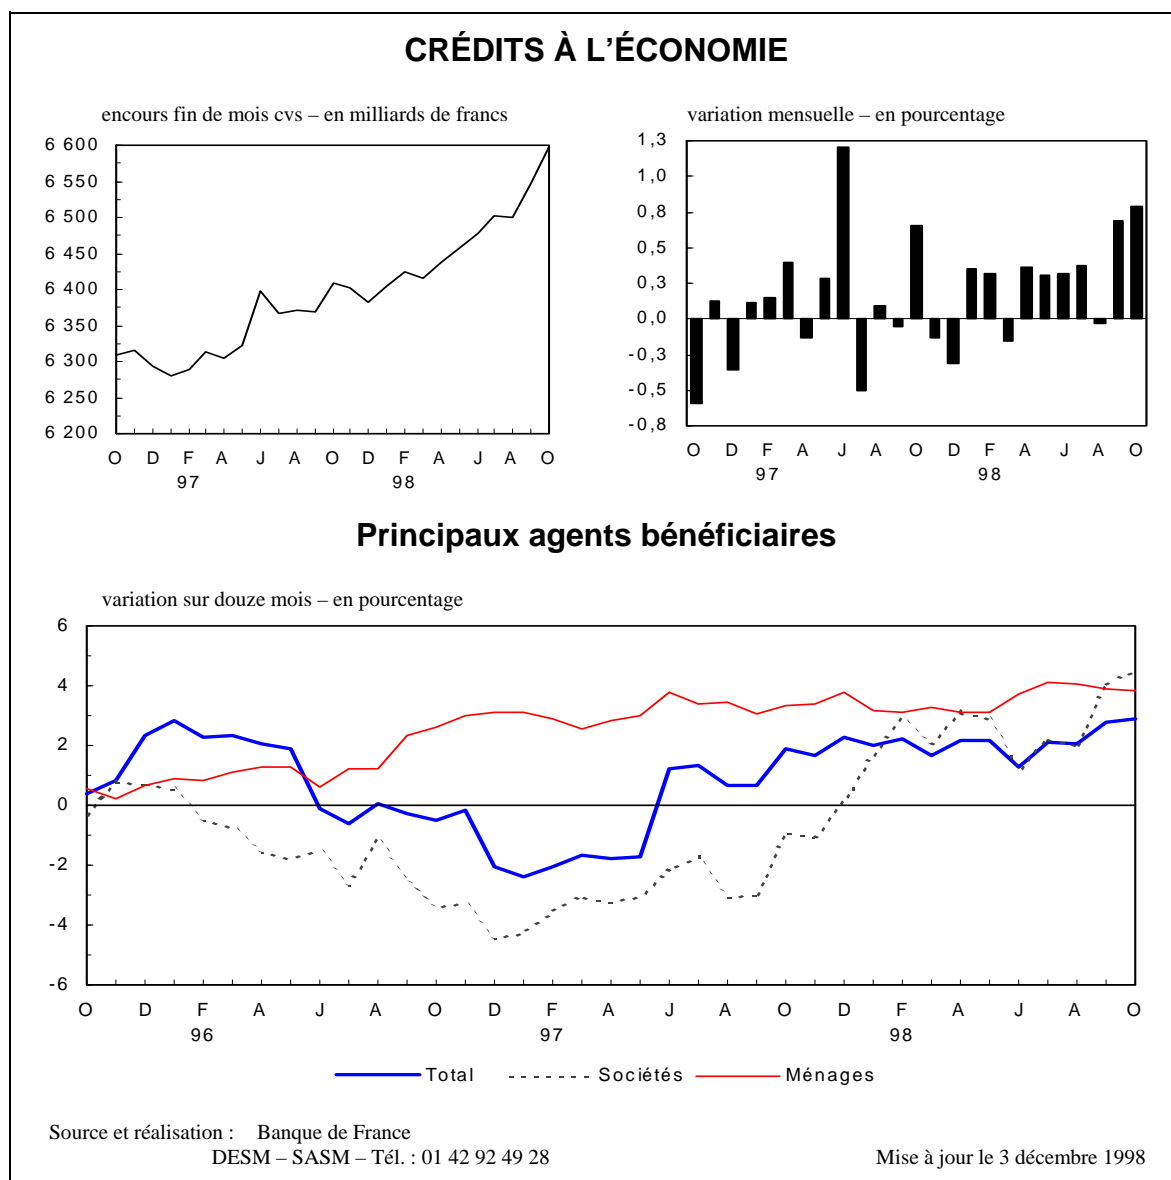 CRÉDITS À L’ÉCONOMIE
encours fin de mois cvs – en milliards de francs
6 600
6 550
6 500
6 450
6 400
6 350
6 300
6 250
6 200
O D F A J A O D F A J A O
97 98
variation mensuelle – en pourcentage
1,3
1,0
0,8
0,5
0,3
0,0
-0,3
-0,5
-0,8
O D F A J A O D F A J A O
97 98
Principaux agents bénéficiaires
variation sur douze mois – en pourcentage
6
4
2
0
-2
-4
-6
O D F A J A O D F A J A O D F A J A O
96 97 98
Total Sociétés Ménages
Source et réalisation : Banque de France
DESM – SASM – Tél. : 01 42 92 49 28 Mise à jour le 3 décembre 1998